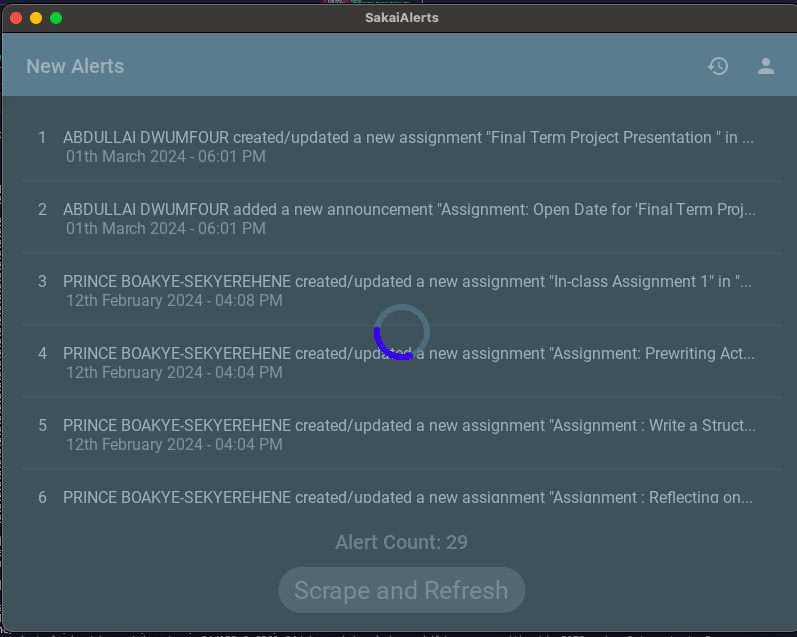 SakaiAlerts
New Alerts
1 ABDULLAI DWUMFOUR created/updated a new assignment "Final Term Project Presentation " in ...
01th March 2024 - 06:01 PM
2 ABDULLAI DWUMFOUR added a new announcement "Assignment: Open Date for 'Final Term Proj...
01th March 2024 - 06:01 PM
3 PRINCE BOAKYE-SEKYEREHENE created/updated a new assignment "In-class Assignment 1" in "...
12th February 2024 - 04:08 PM
4 PRINCE BOAKYE-SEKYEREHENE created/updated a new assignment "Assignment: Prewriting Act...
12th February 2024 - 04:04 PM
5 PRINCE BOAKYE-SEKYEREHENE created/updated a new assignment "Assignment : Write a Struct...
12th February 2024 - 04:04 PM
6 PRINCE BOAKYE-SEKYEREHENE created/updated a new assignment "Assignment : Reflecting on...
Alert Count: 29
Scrape and Refresh